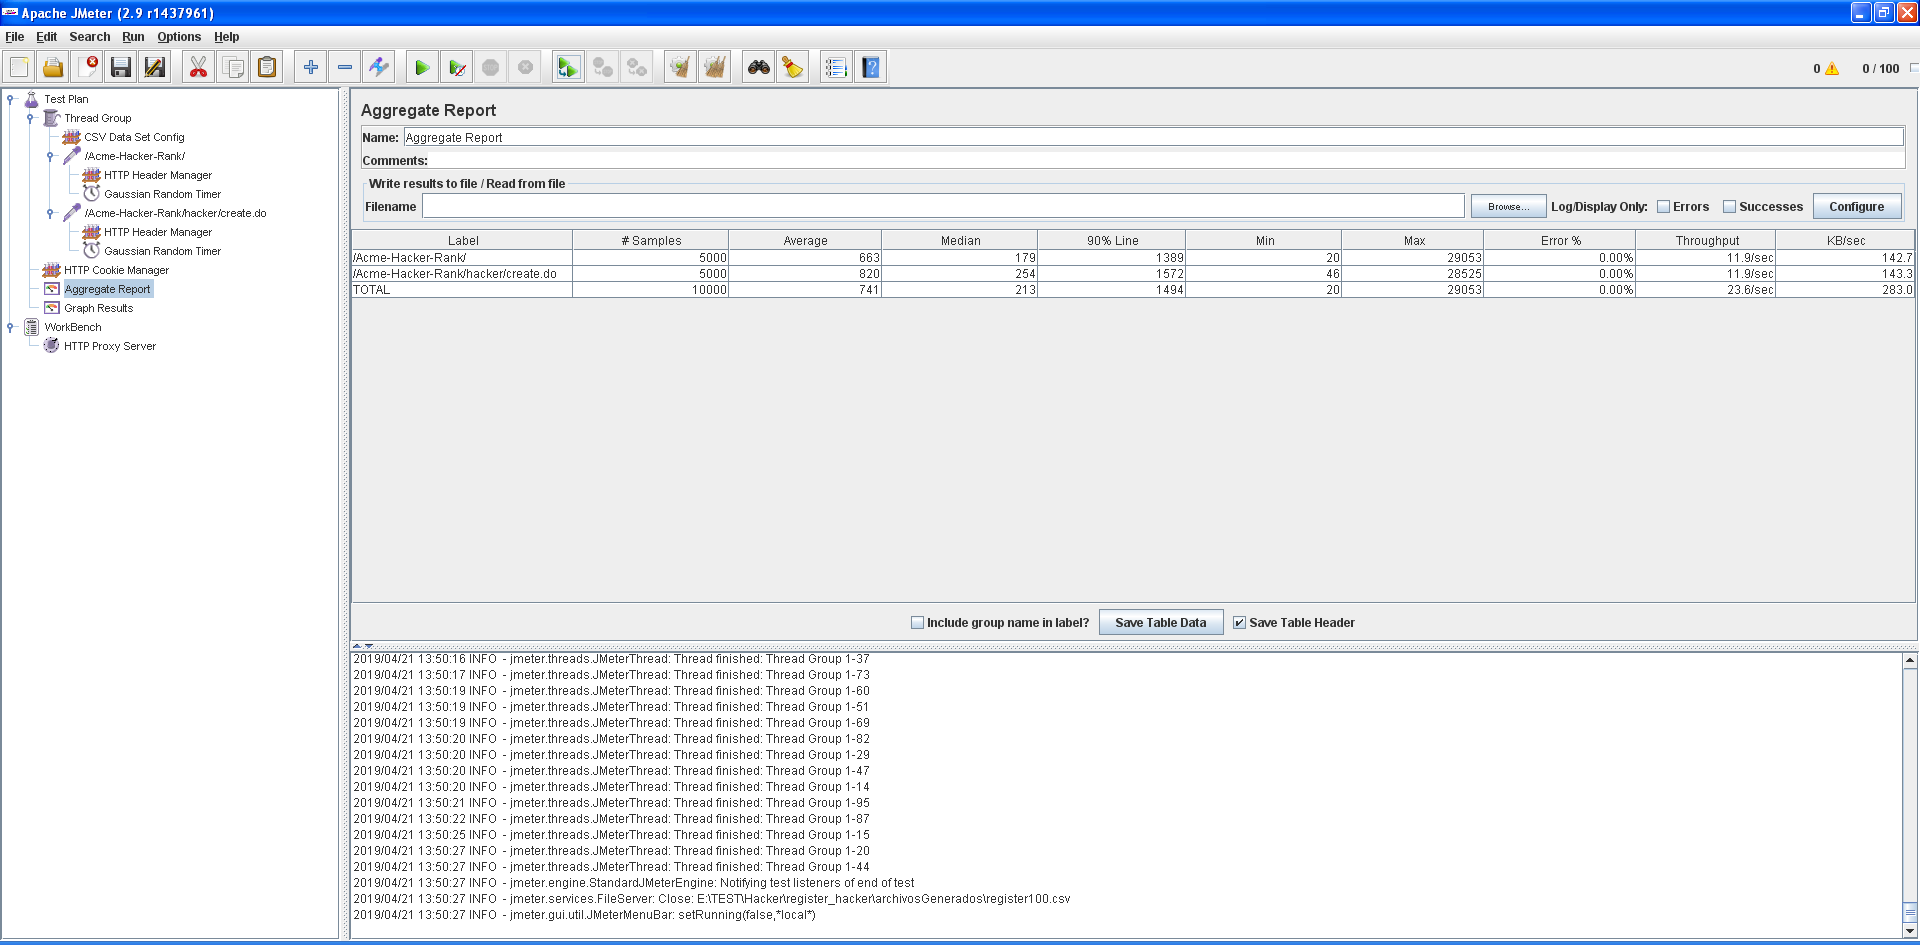 Apache JMeter (2.9 r1437961)
File Edit Search Run Options Help
0 0 / 100
Test Plan
Thread Group
CSV Data Set Config
/Acme-Hacker-Rank/
HTTP Header Manager
Gaussian Random Timer
/Acme-Hacker-Rank/hacker/create.do
HTTP Header Manager
Gaussian Random Timer
HTTP Cookie Manager
Aggregate Report
Graph Results
WorkBench
HTTP Proxy Server
Aggregate Report
Name: Aggregate Report
Comments:
Write results to file / Read from file
Filename Browse... Log/Display Only: Errors Successes Configure
Label # Samples Average Median 90% Line Min Max Error % Throughput KB/sec
/Acme-Hacker-Rank/ 5000 663 179 1389 20 29053 0.00% 11.9/sec 142.7
/Acme-Hacker-Rank/hacker/create.do 5000 820 254 1572 46 28525 0.00% 11.9/sec 143.3
TOTAL 10000 741 213 1494 20 29053 0.00% 23.6/sec 283.0
Include group name in label? Save Table Data Save Table Header
2019/04/21 13:50:16 INFO - jmeter.threads.JMeterThread: Thread finished: Thread Group 1-37
2019/04/21 13:50:17 INFO - jmeter.threads.JMeterThread: Thread finished: Thread Group 1-73
2019/04/21 13:50:19 INFO - jmeter.threads.JMeterThread: Thread finished: Thread Group 1-60
2019/04/21 13:50:19 INFO - jmeter.threads.JMeterThread: Thread finished: Thread Group 1-51
2019/04/21 13:50:19 INFO - jmeter.threads.JMeterThread: Thread finished: Thread Group 1-69
2019/04/21 13:50:20 INFO - jmeter.threads.JMeterThread: Thread finished: Thread Group 1-82
2019/04/21 13:50:20 INFO - jmeter.threads.JMeterThread: Thread finished: Thread Group 1-29
2019/04/21 13:50:20 INFO - jmeter.threads.JMeterThread: Thread finished: Thread Group 1-47
2019/04/21 13:50:20 INFO - jmeter.threads.JMeterThread: Thread finished: Thread Group 1-14
2019/04/21 13:50:21 INFO - jmeter.threads.JMeterThread: Thread finished: Thread Group 1-95
2019/04/21 13:50:22 INFO - jmeter.threads.JMeterThread: Thread finished: Thread Group 1-87
2019/04/21 13:50:25 INFO - jmeter.threads.JMeterThread: Thread finished: Thread Group 1-15
2019/04/21 13:50:27 INFO - jmeter.threads.JMeterThread: Thread finished: Thread Group 1-20
2019/04/21 13:50:27 INFO - jmeter.threads.JMeterThread: Thread finished: Thread Group 1-44
2019/04/21 13:50:27 INFO - jmeter.engine.StandardJMeterEngine: Notifying test listeners of end of test
2019/04/21 13:50:27 INFO - jmeter.services.FileServer: Close: E:\TEST\Hacker\register_hacker\archivosGenerados\register100.csv
2019/04/21 13:50:27 INFO - jmeter.gui.util.JMeterMenuBar: setRunning(false,*local*)